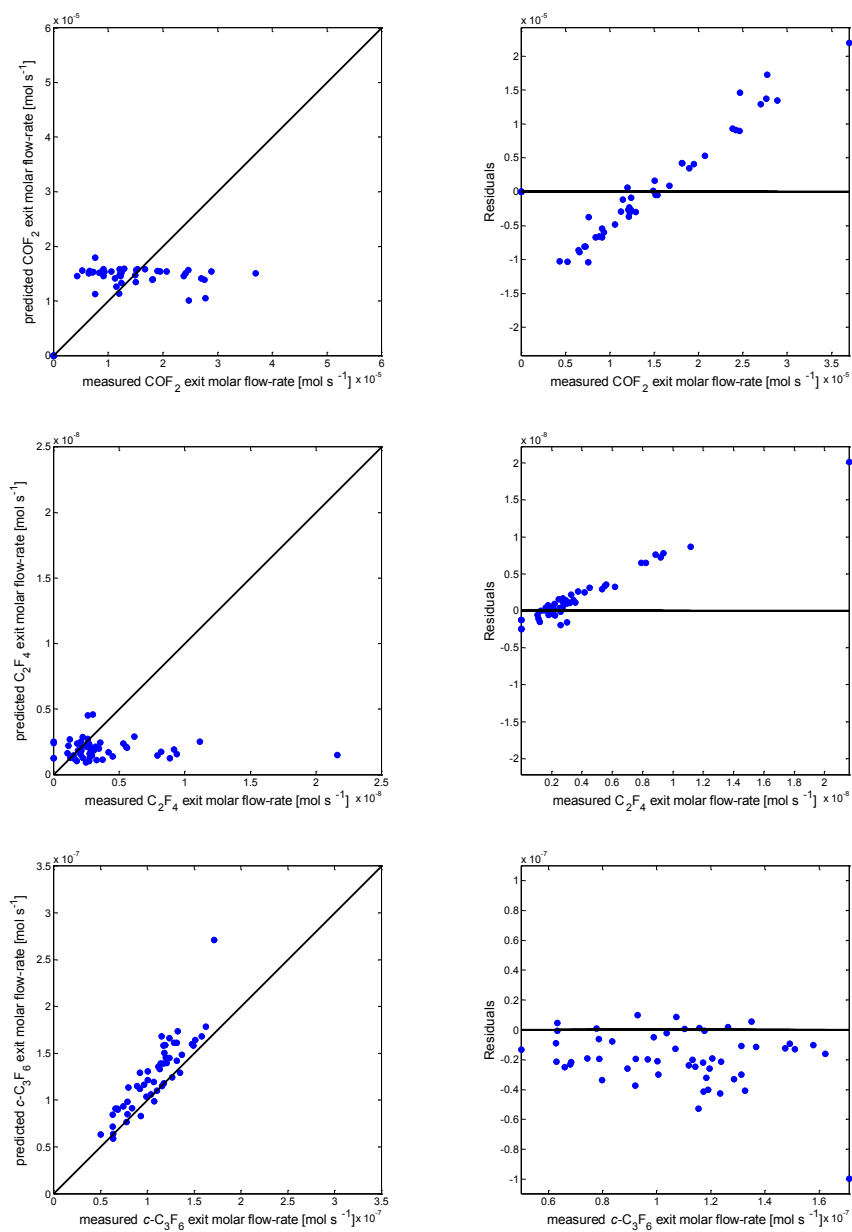 x 10⁻⁵
6
5
4
3
2
1
0
0 1 2 3 4 5 6
predicted COF₂ exit molar flow-rate [mol s⁻¹]
measured COF₂ exit molar flow-rate [mol s ⁻¹] x 10⁻⁵
x 10⁻⁵
2
1.5
1
0.5
0
-0.5
-1
-1.5
-2
0 0.5 1 1.5 2 2.5 3 3.5
Residuals
measured COF₂ exit molar flow-rate [mol s ⁻¹] x 10⁻⁵
x 10⁻⁸
2.5
2
1.5
1
0.5
0
0 0.5 1 1.5 2 2.5
predicted C₂F₄ exit molar flow-rate [mol s⁻¹]
measured C₂F₄ exit molar flow-rate [mol s ⁻¹] x 10⁻⁸
x 10⁻⁸
2
1.5
1
0.5
0
-0.5
-1
-1.5
-2
0.2 0.4 0.6 0.8 1 1.2 1.4 1.6 1.8 2
Residuals
measured C₂F₄ exit molar flow-rate [mol s ⁻¹] x 10⁻⁸
x 10⁻⁷
3.5
3
2.5
2
1.5
1
0.5
0
0 0.5 1 1.5 2 2.5 3 3.5
predicted c-C₃F₆ exit molar flow-rate [mol s⁻¹]
measured c-C₃F₆ exit molar flow-rate [mol s ⁻¹] x 10⁻⁷
x 10⁻⁷
1
0.8
0.6
0.4
0.2
0
-0.2
-0.4
-0.6
-0.8
-1
0.6 0.8 1.0 1.2 1.4 1.6
Residuals
measured c-C₃F₆ exit molar flow-rate [mol s ⁻¹] x 10⁻⁷